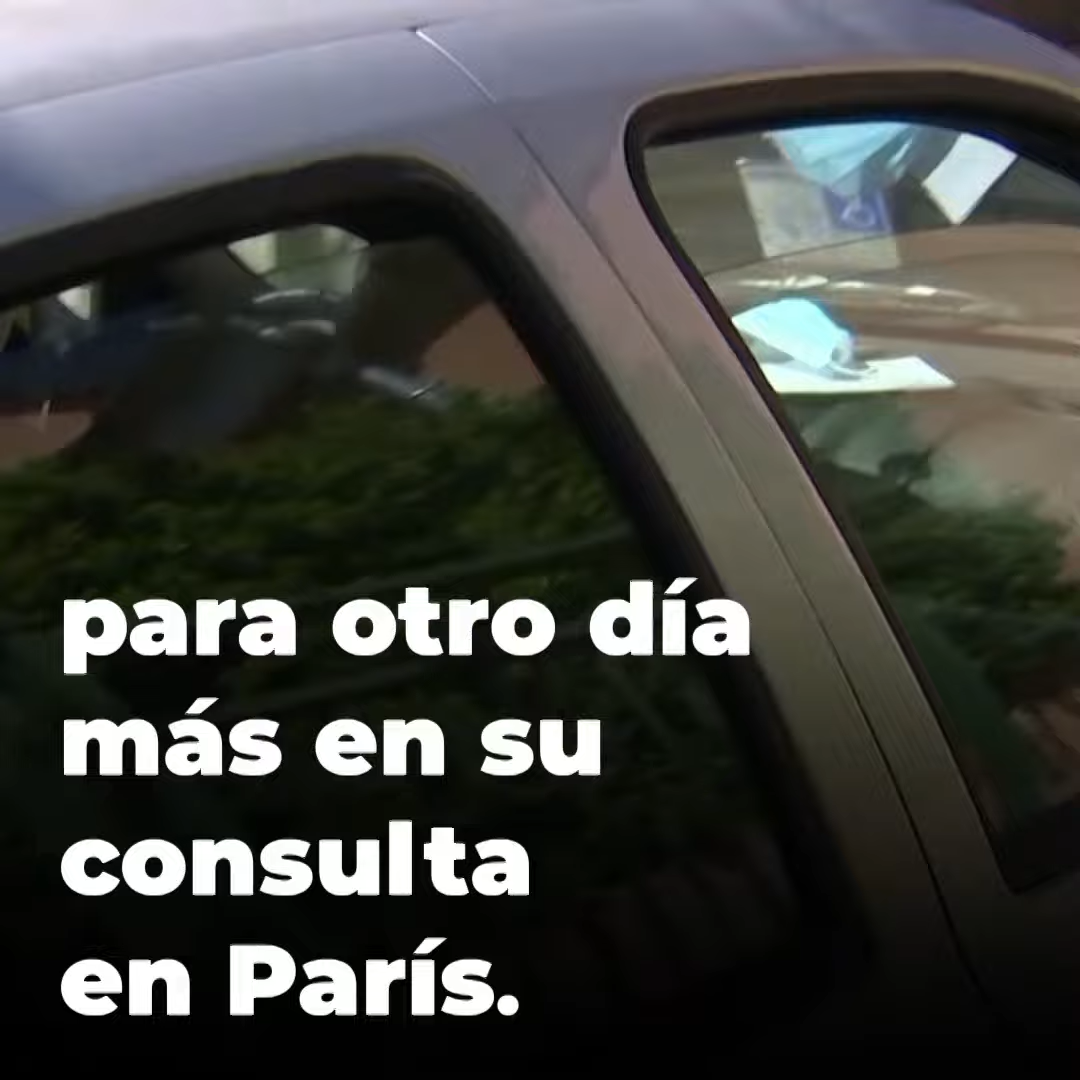 para otro día
más en su
consulta
en París.